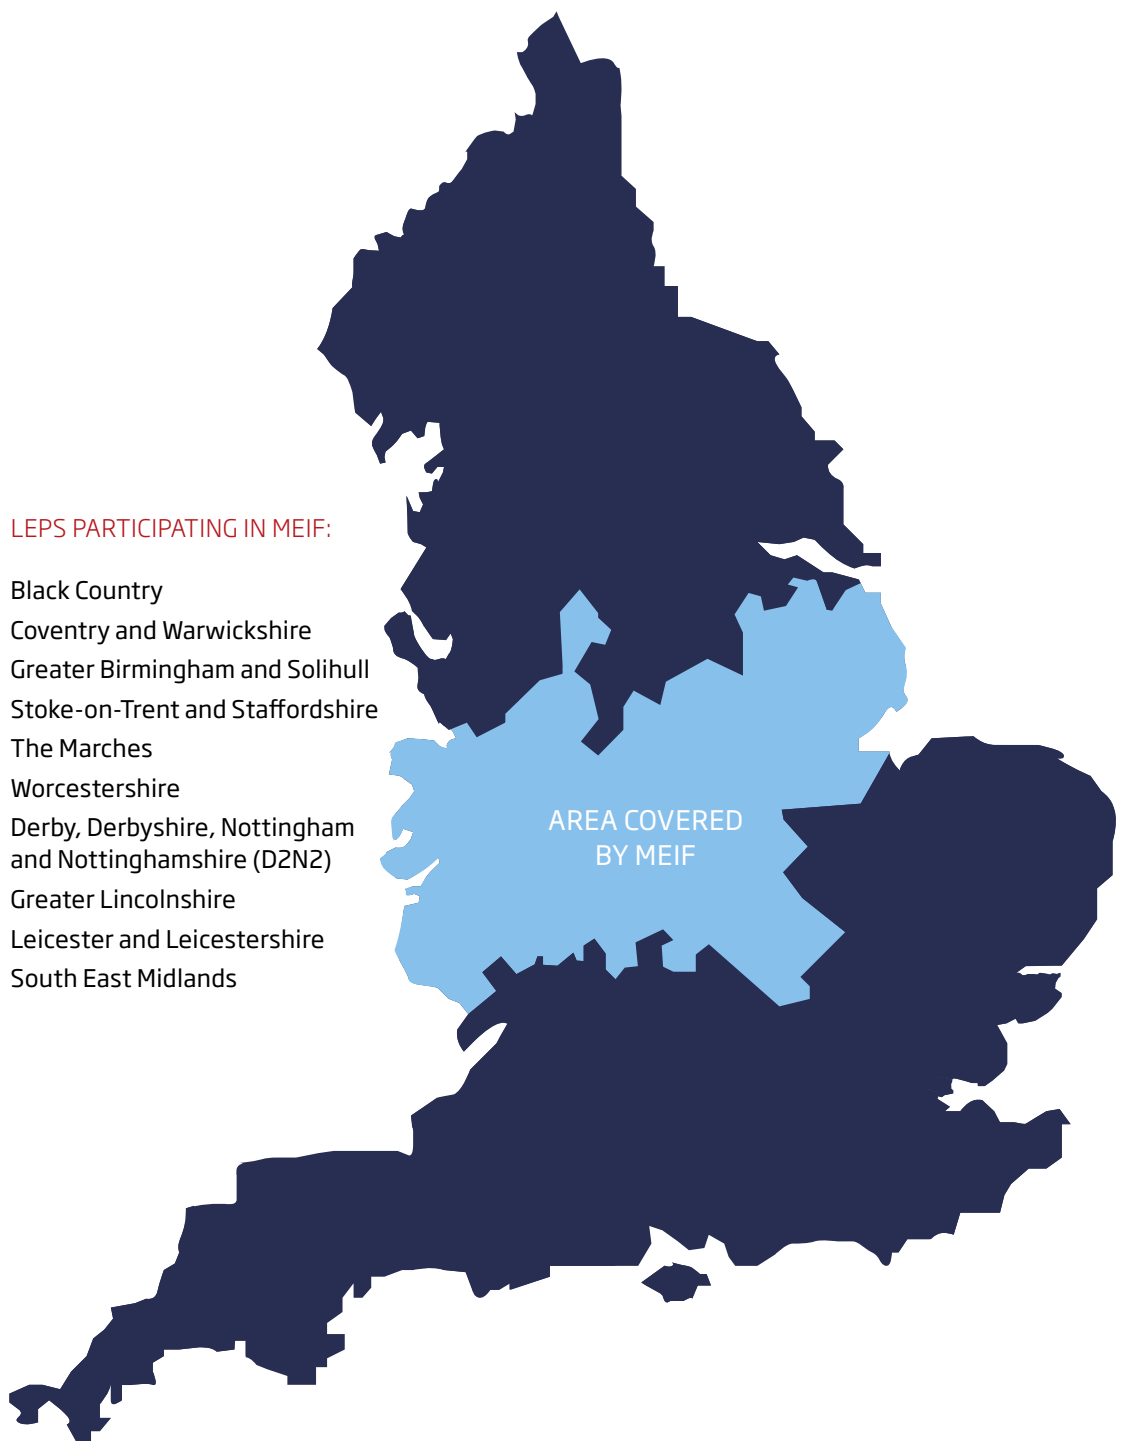 LEPS PARTICIPATING IN MEIF:
Black Country
Coventry and Warwickshire
Greater Birmingham and Solihull
Stoke-on-Trent and Staffordshire
The Marches
Worcestershire
Derby, Derbyshire, Nottingham
and Nottinghamshire (D2N2)
Greater Lincolnshire
Leicester and Leicestershire
South East Midlands
AREA COVERED
BY MEIF